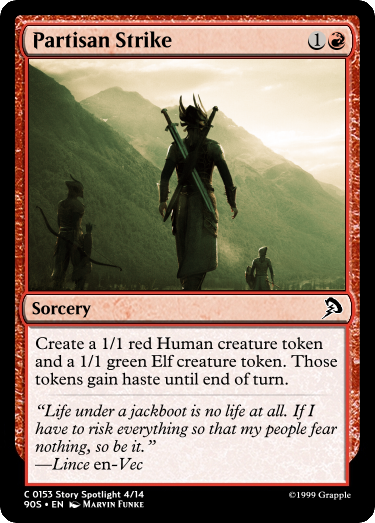 Partisan Strike
1
Sorcery
Create a 1/1 red Human creature token
and a 1/1 green Elf creature token. Those
tokens gain haste until end of turn.
“Life under a jackboot is no life at all. If I
have to risk everything so that my people fear
nothing, so be it.”
—Lince en-Vec
C 0153 Story Spotlight 4/14
90S • EN Marvin Funke
©1999 Grapple